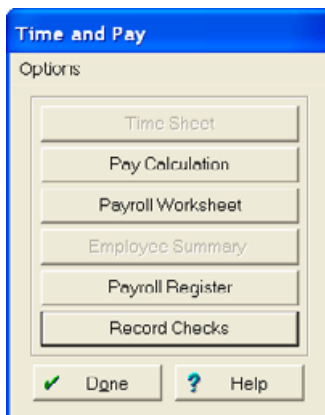 Time and Pay
Options
Time Sheet
Pay Calculation
Payroll Worksheet
Employee Summary
Payroll Register
Record Checks
Done Help